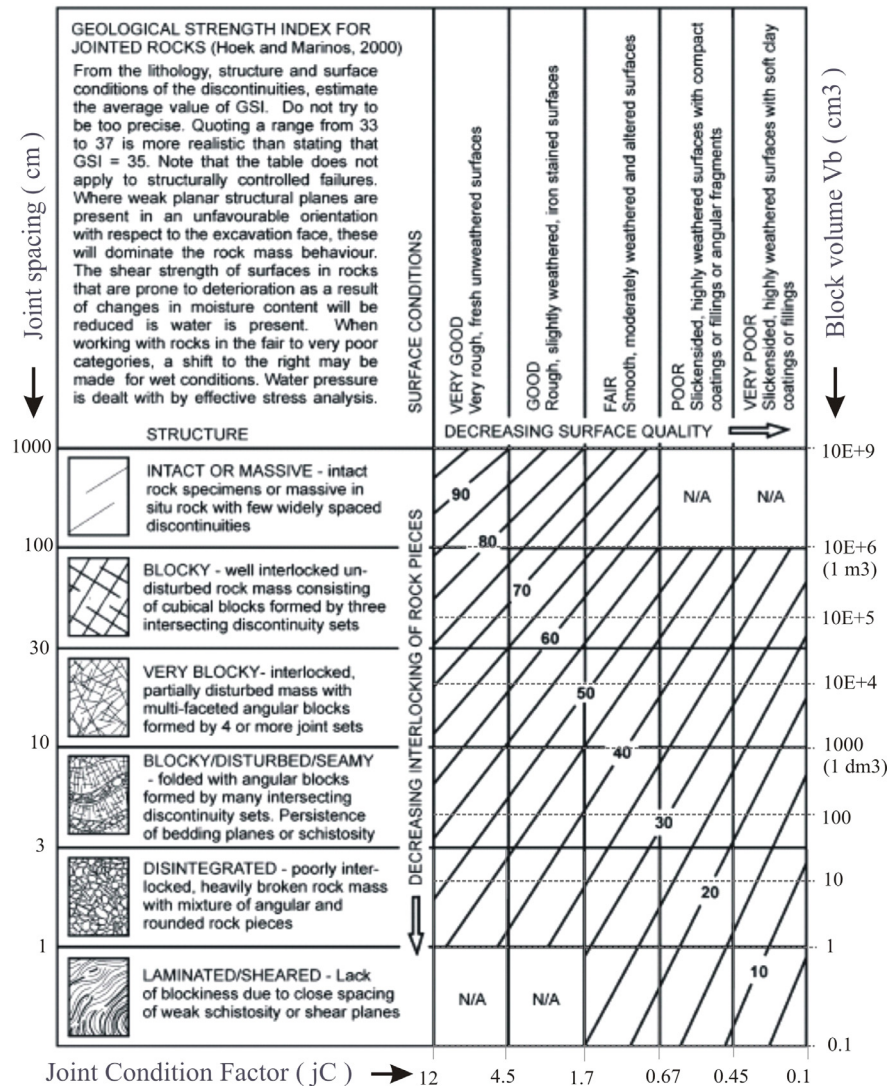 GEOLOGICAL STRENGTH INDEX FOR
JOINTED ROCKS (Hoek and Marinos, 2000)
From the lithology, structure and surface
conditions of the discontinuities, estimate
the average value of GSI. Do not try to
be too precise. Quoting a range from 33
to 37 is more realistic than stating that
GSI = 35. Note that the table does not
apply to structurally controlled failures.
Where weak planar structural planes are
present in an unfavourable orientation
with respect to the excavation face, these
will dominate the rock mass behaviour.
The shear strength of surfaces in rocks
that are prone to deterioration as a result
of changes in moisture content will be
reduced is water is present. When
working with rocks in the fair to very poor
categories, a shift to the right may be
made for wet conditions. Water pressure
is dealt with by effective stress analysis.
STRUCTURE
Joint spacing ( cm )
SURFACE CONDITIONS
VERY GOOD
Very rough, fresh unweathered surfaces
GOOD
Rough, slightly weathered, iron stained surfaces
FAIR
Smooth, moderately weathered and altered surfaces
POOR
Slickensided, highly weathered surfaces with compact
coatings or fillings or angular fragments
VERY POOR
Slickensided, highly weathered surfaces with soft clay
coatings or fillings
Block volume Vb ( cm3 )
DECREASING SURFACE QUALITY
DECREASING INTERLOCKING OF ROCK PIECES
1000
100
30
10
3
1
INTACT OR MASSIVE - intact
rock specimens or massive in
situ rock with few widely spaced
discontinuities
BLOCKY - well interlocked un-
disturbed rock mass consisting
of cubical blocks formed by three
intersecting discontinuity sets
VERY BLOCKY- interlocked,
partially disturbed mass with
multi-faceted angular blocks
formed by 4 or more joint sets
BLOCKY/DISTURBED/SEAMY
- folded with angular blocks
formed by many intersecting
discontinuity sets. Persistence
of bedding planes or schistosity
DISINTEGRATED - poorly inter-
locked, heavily broken rock mass
with mixture of angular and
rounded rock pieces
LAMINATED/SHEARED - Lack
of blockiness due to close spacing
of weak schistosity or shear planes
90
80
70
60
50
40
30
20
10
N/A
N/A
N/A
N/A
10E+9
10E+6
(1 m3)
10E+5
10E+4
1000
(1 dm3)
100
10
1
0.1
Joint Condition Factor ( jC )
12 4.5 1.7 0.67 0.45 0.1